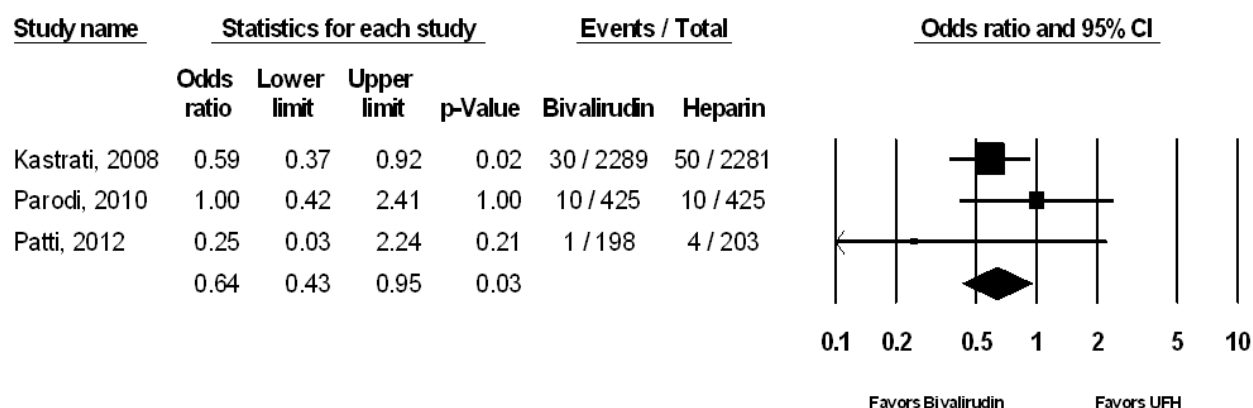 Study name Statistics for each study Events / Total Odds ratio and 95% CI
Odds ratio Lower limit Upper limit p-Value Bivalirudin Heparin
Kastrati, 2008 0.59 0.37 0.92 0.02 30 / 2289 50 / 2281
Parodi, 2010 1.00 0.42 2.41 1.00 10 / 425 10 / 425
Patti, 2012 0.25 0.03 2.24 0.21 1 / 198 4 / 203
0.64 0.43 0.95 0.03
0.1 0.2 0.5 1 2 5 10
Favors Bivalirudin Favors UFH